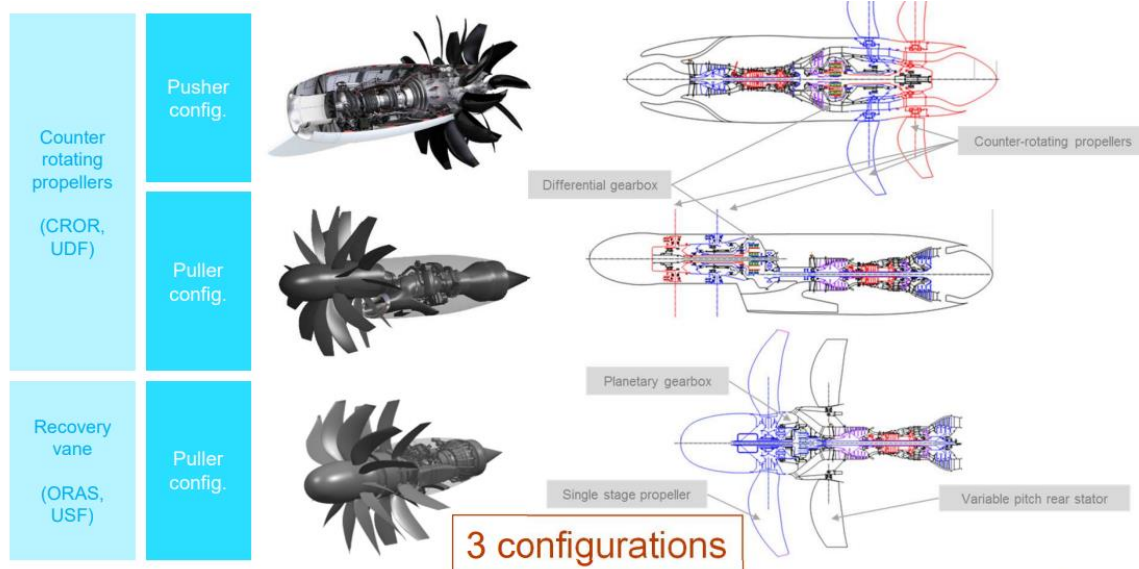 Counter
rotating
propellers
(CROR,
UDF)
Pusher
config.
Differential gearbox
Counter-rotating propellers
Puller
config.
Recovery
vane
(ORAS,
USF)
Puller
config.
Planetary gearbox
Single stage propeller
Variable pitch rear stator
3 configurations